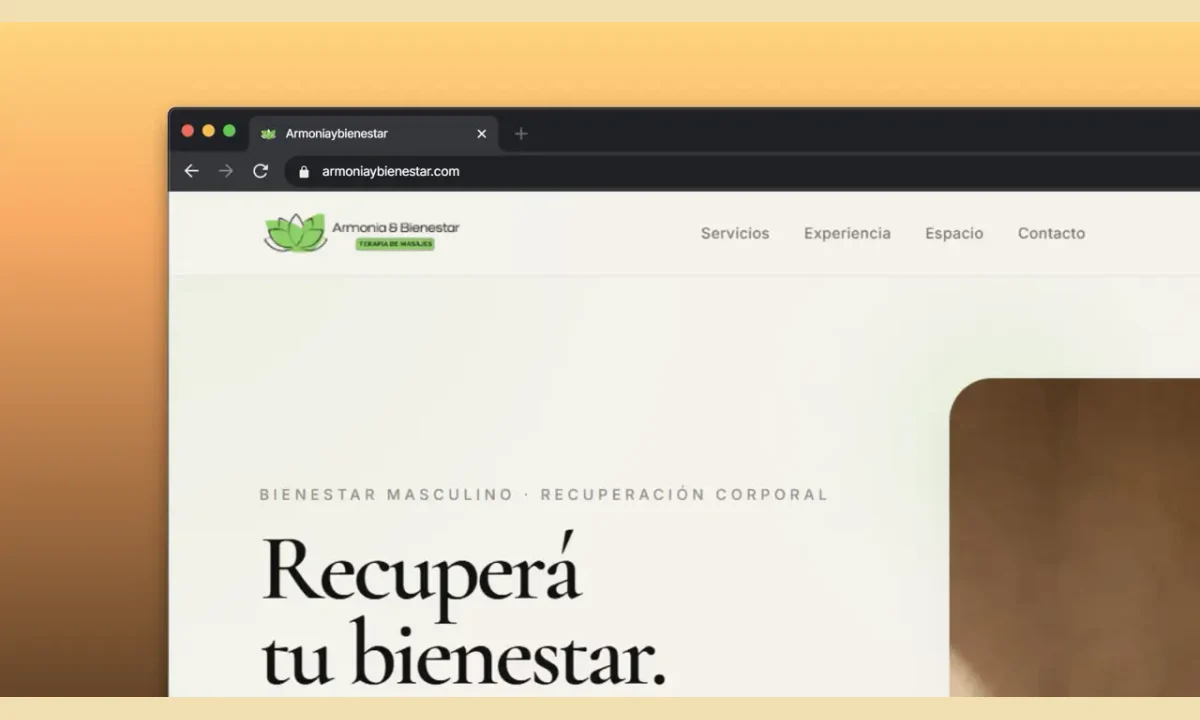 Armoniaybienestar
armoniaybienestar.com
Armonia & Bienestar
TERAPIA DE MASAJES
Servicios Experiencia Espacio Contacto
BIENESTAR MASCULINO · RECUPERACIÓN CORPORAL
Recuperá
tu bienestar.